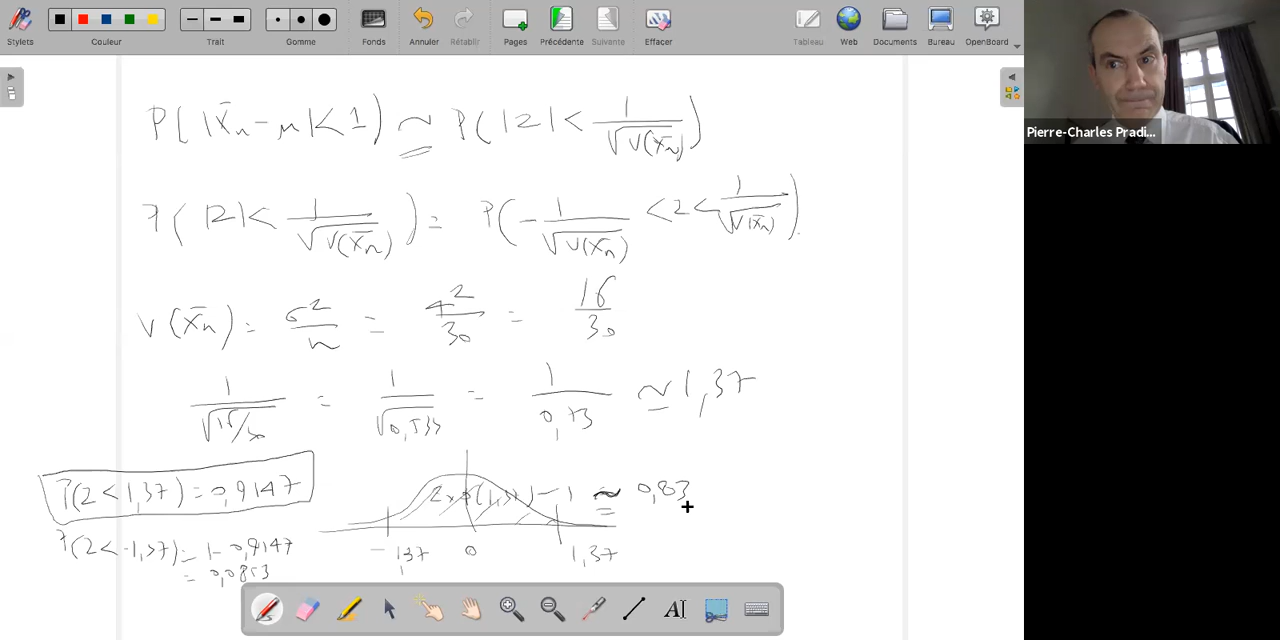 Stylets Couleur Trait Gomme Fonds Annuler Rétablir Pages Précédente Suivante Effacer Tableau Web Documents Bureau OpenBoard
Pierre-Charles Pradi...
P( |X̄n - μ| < 1 ) ≃ P( |Z| < 1/√V(X̄n) )
P( |Z| < 1/√V(X̄n) ) = P( -1/√V(X̄n) < Z < 1/√V(X̄n) )
V(X̄n) = σ²/n = 4²/30 = 16/30
1/√16/30 = 1/√0,533 = 1/0,73 ≃ 1,37
P(Z < 1,37) = 0,9147
2×Φ(1,37) - 1 ≃ 0,83
P(Z < -1,37) = 1 - 0,9147
= 0,0853
-1,37 0 1,37